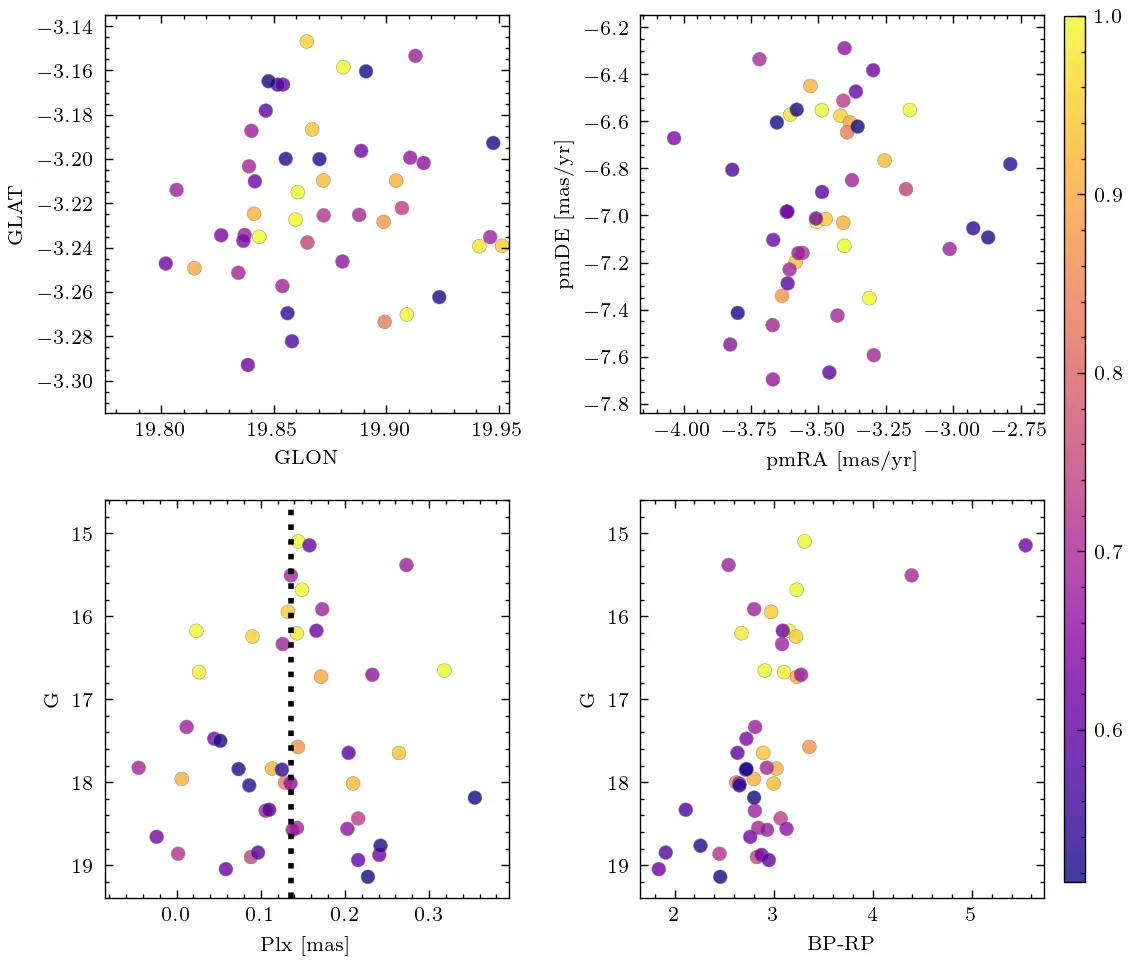 −3.14
−3.16
−3.18
−3.20
−3.22
−3.24
−3.26
−3.28
−3.30
GLAT
19.80 19.85 19.90 19.95
GLON
−6.2
−6.4
−6.6
−6.8
−7.0
−7.2
−7.4
−7.6
−7.8
pmDE [mas/yr]
−4.00 −3.75 −3.50 −3.25 −3.00 −2.75
pmRA [mas/yr]
15
16
17
18
19
G
0.0 0.1 0.2 0.3
Plx [mas]
15
16
17
18
19
G
2 3 4 5
BP-RP
1.0
0.9
0.8
0.7
0.6